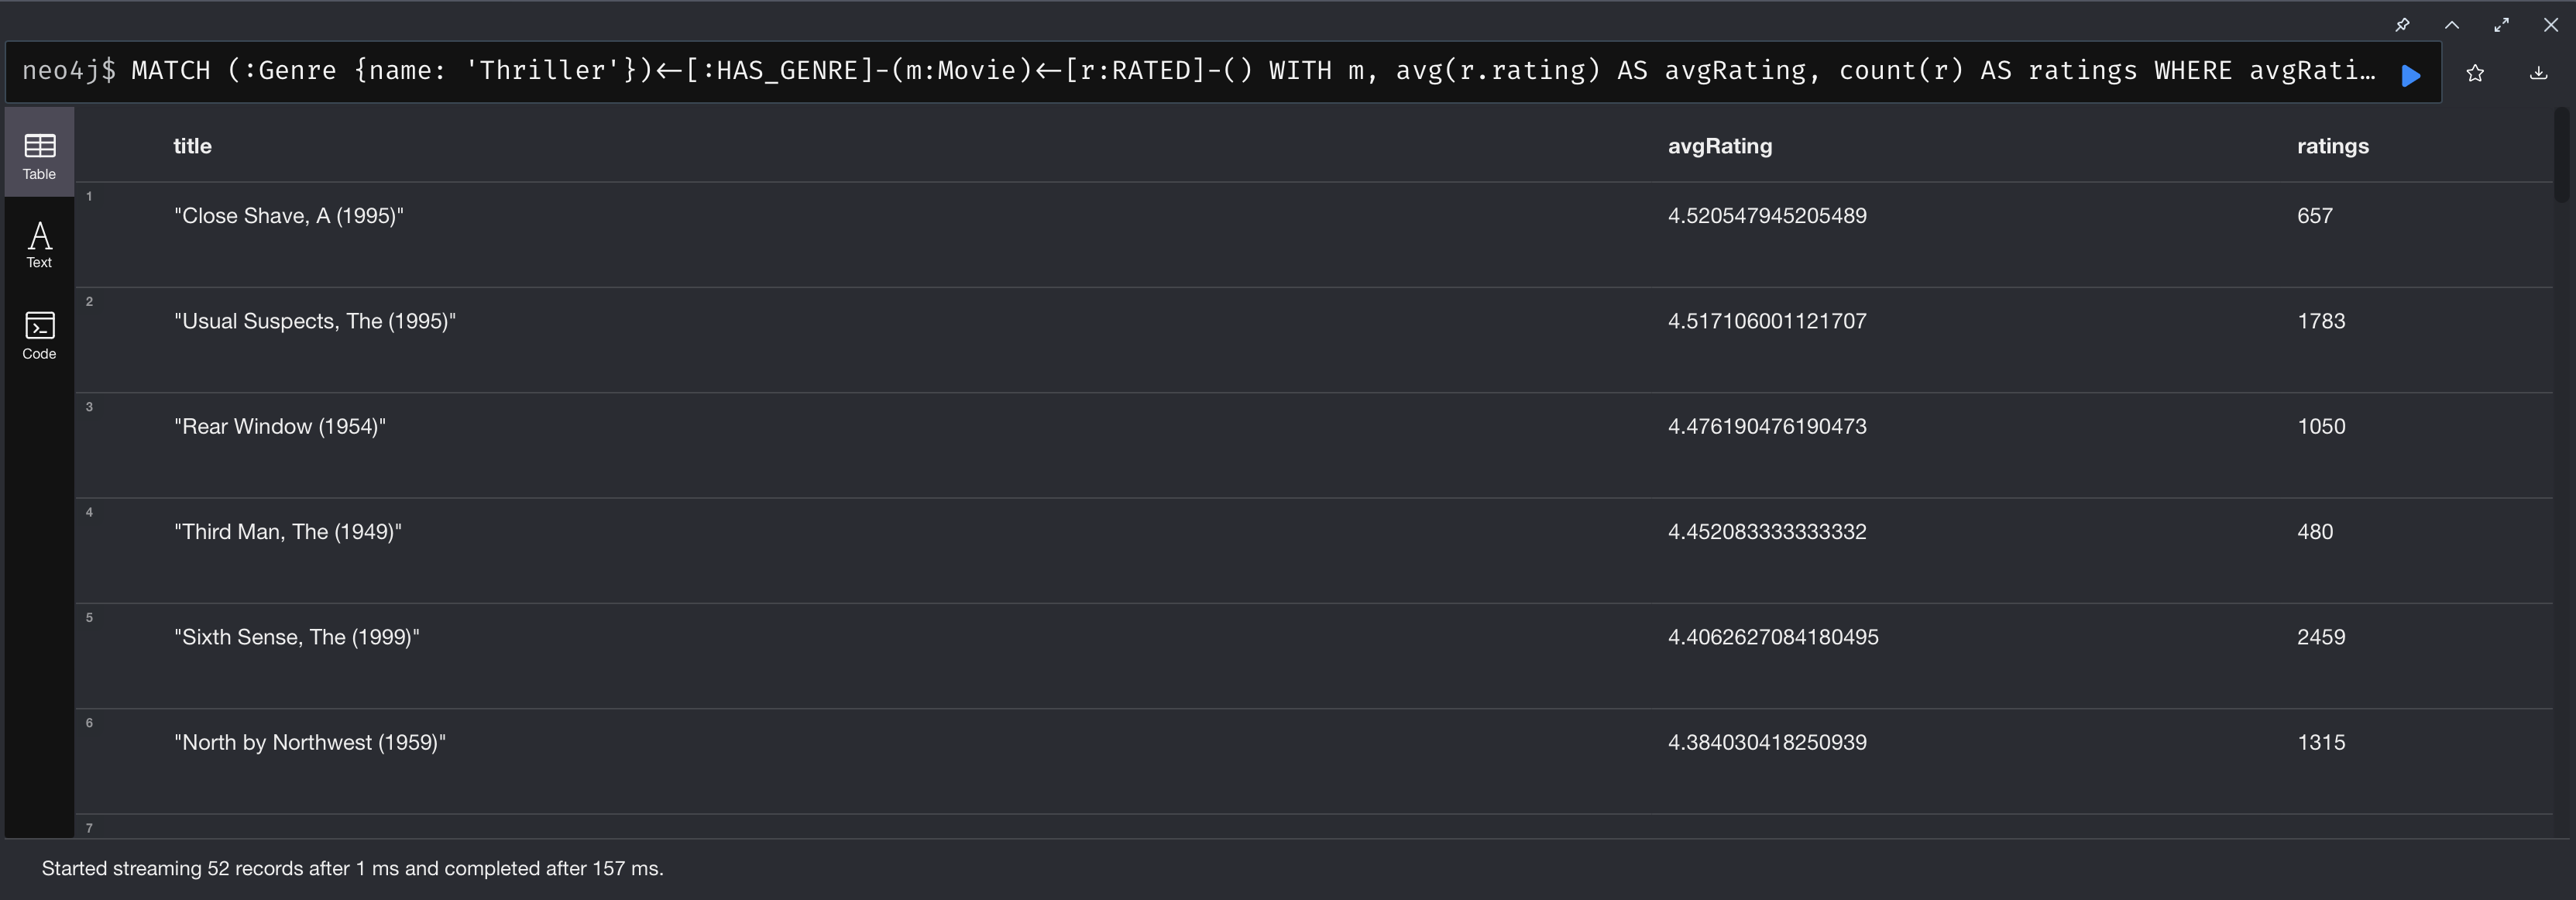 neo4j$ MATCH (:Genre {name: 'Thriller'})←[:HAS_GENRE]-(m:Movie)←[r:RATED]-() WITH m, avg(r.rating) AS avgRating, count(r) AS ratings WHERE avgRati…
Table
Text
Code
title avgRating ratings
1 "Close Shave, A (1995)" 4.520547945205489 657
2 "Usual Suspects, The (1995)" 4.517106001121707 1783
3 "Rear Window (1954)" 4.476190476190473 1050
4 "Third Man, The (1949)" 4.452083333333332 480
5 "Sixth Sense, The (1999)" 4.4062627084180495 2459
6 "North by Northwest (1959)" 4.384030418250939 1315
7
Started streaming 52 records after 1 ms and completed after 157 ms.